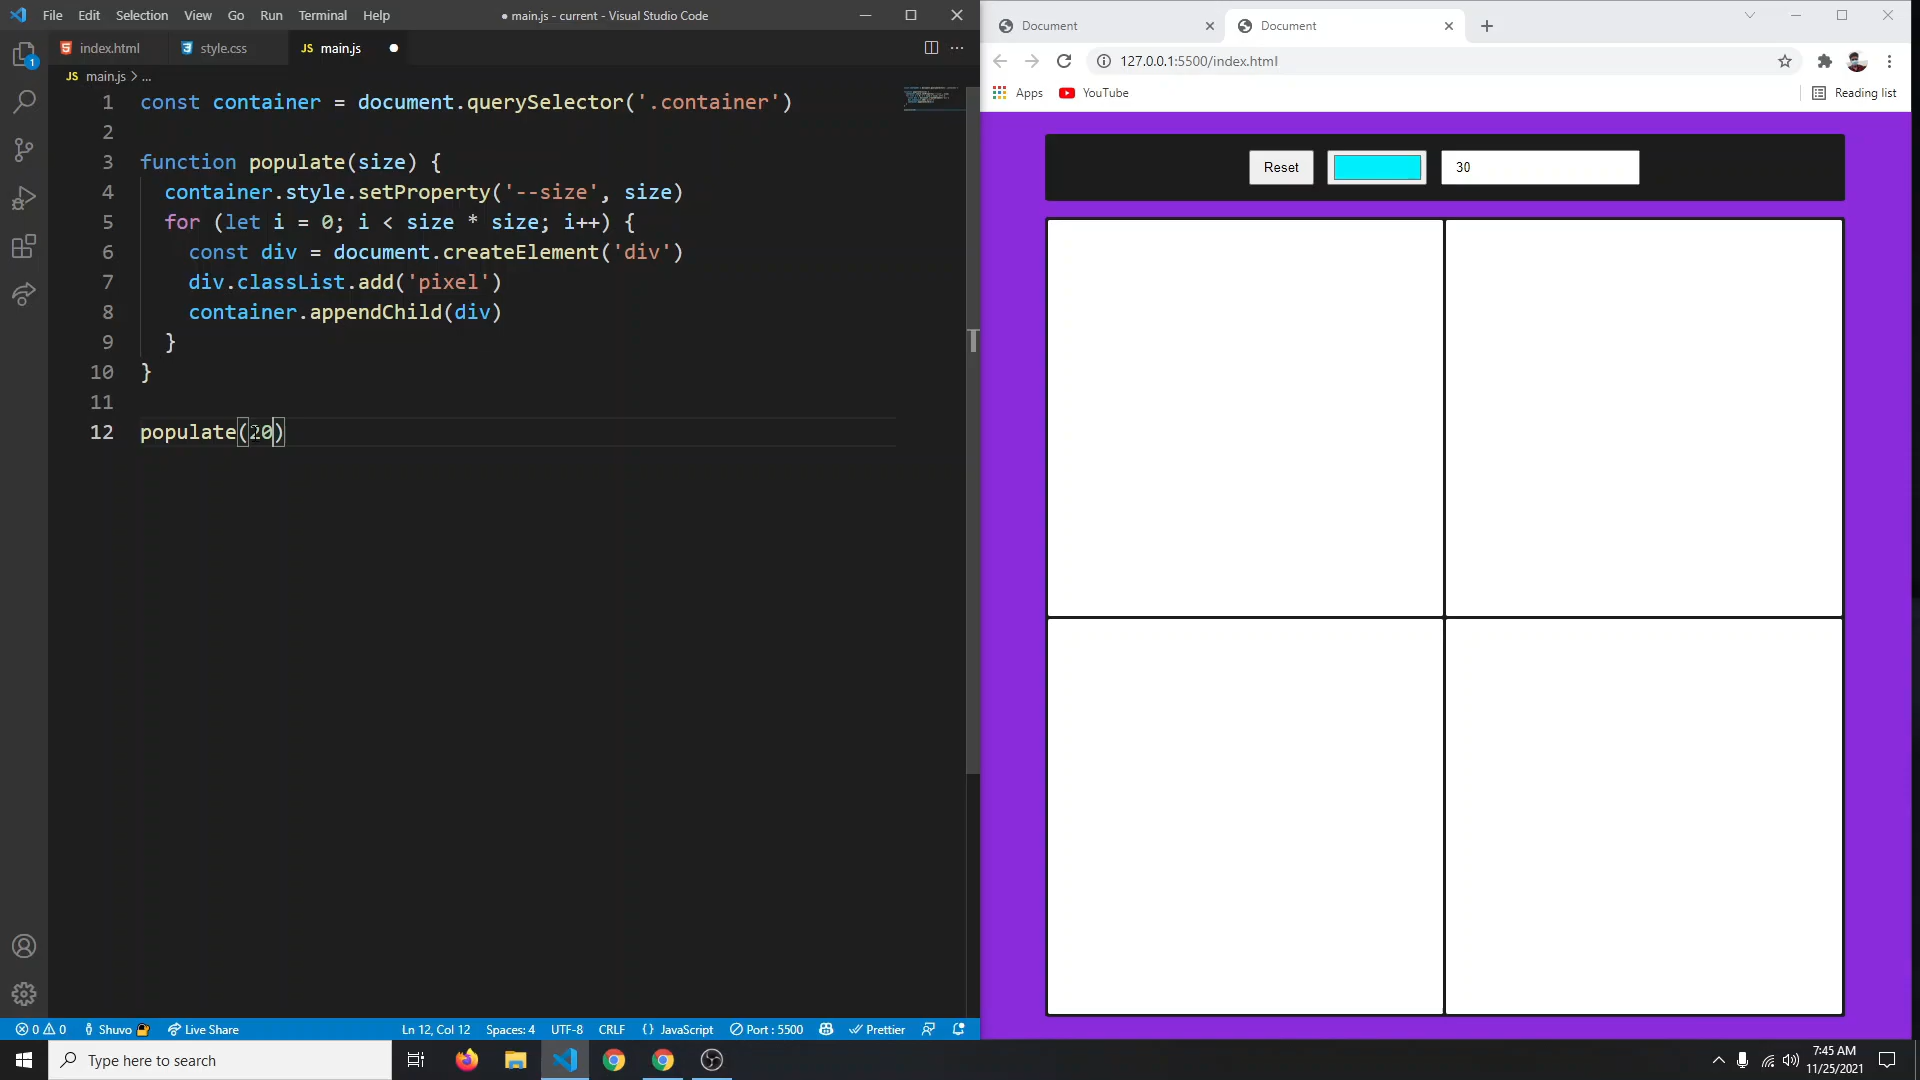 File Edit Selection View Go Run Terminal Help
● main.js - current - Visual Studio Code
index.html
style.css
JS main.js ●
JS main.js > ...
1 const container = document.querySelector('.container')
2
3 function populate(size) {
4 container.style.setProperty('--size', size)
5 for (let i = 0; i < size * size; i++) {
6 const div = document.createElement('div')
7 div.classList.add('pixel')
8 container.appendChild(div)
9 }
10 }
11
12 populate(20)
1
0 0 Shuvo Live Share
Ln 12, Col 12 Spaces: 4 UTF-8 CRLF {} JavaScript Port : 5500 Prettier
Document
Document
127.0.0.1:5500/index.html
Apps YouTube
Reading list
Reset
30
Type here to search
7:45 AM
11/25/2021